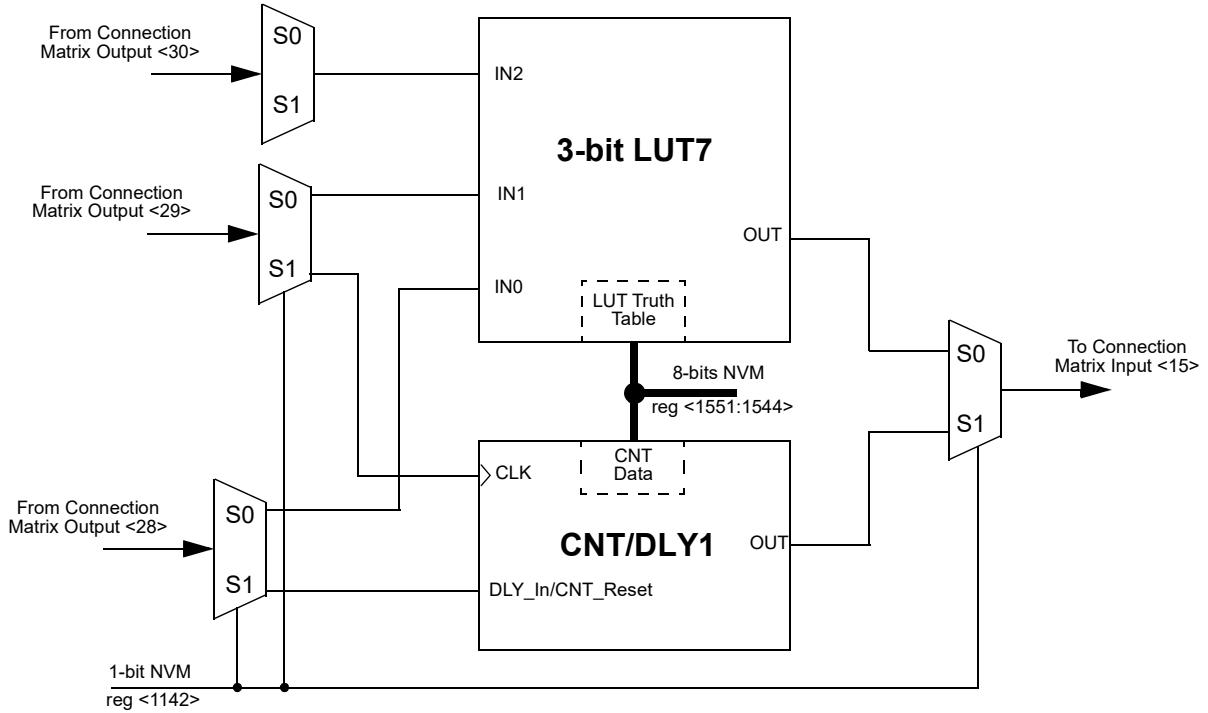 From Connection
Matrix Output <30>
S0
S1
IN2
3-bit LUT7
From Connection
Matrix Output <29>
S0
S1
IN1
IN0
OUT
LUT Truth
Table
8-bits NVM
reg <1551:1544>
S0
S1
To Connection
Matrix Input <15>
CNT
Data
CLK
From Connection
Matrix Output <28>
S0
S1
CNT/DLY1
OUT
DLY_In/CNT_Reset
1-bit NVM
reg <1142>